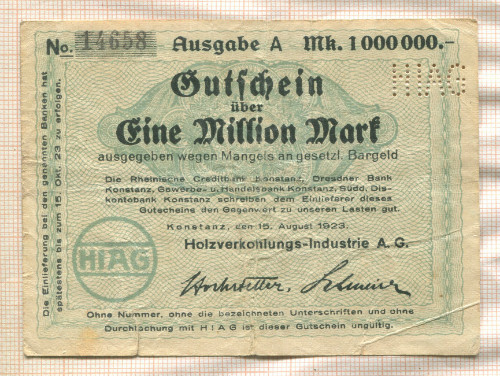 No. 14658 Ausgabe A Mk. 1 000 000.-
HIAG
Gutschein
über
Eine Million Mark
ausgegeben wegen Mangels an gesetzl. Bargeld
Die Rheinische Creditbank Konstanz, Dresdner Bank
Konstanz, Gewerbe- u. Handelsbank Konstanz, Südd. Dis-
kontobank Konstanz schreiben dem Einlieferer dieses
Gutscheins den Gegenwert zu unseren Lasten gut.
Konstanz, den 15. August 1923.
Holzverkohlungs-Industrie A. G.
HIAG
Ohne Nummer, ohne die bezeichneten Unterschriften und ohne
Durchlochung mit HIAG ist dieser Gutschein ungültig.
Die Einlieferung bei den genannten Banken hat
spätestens bis zum 15. Okt. 23 zu erfolgen.